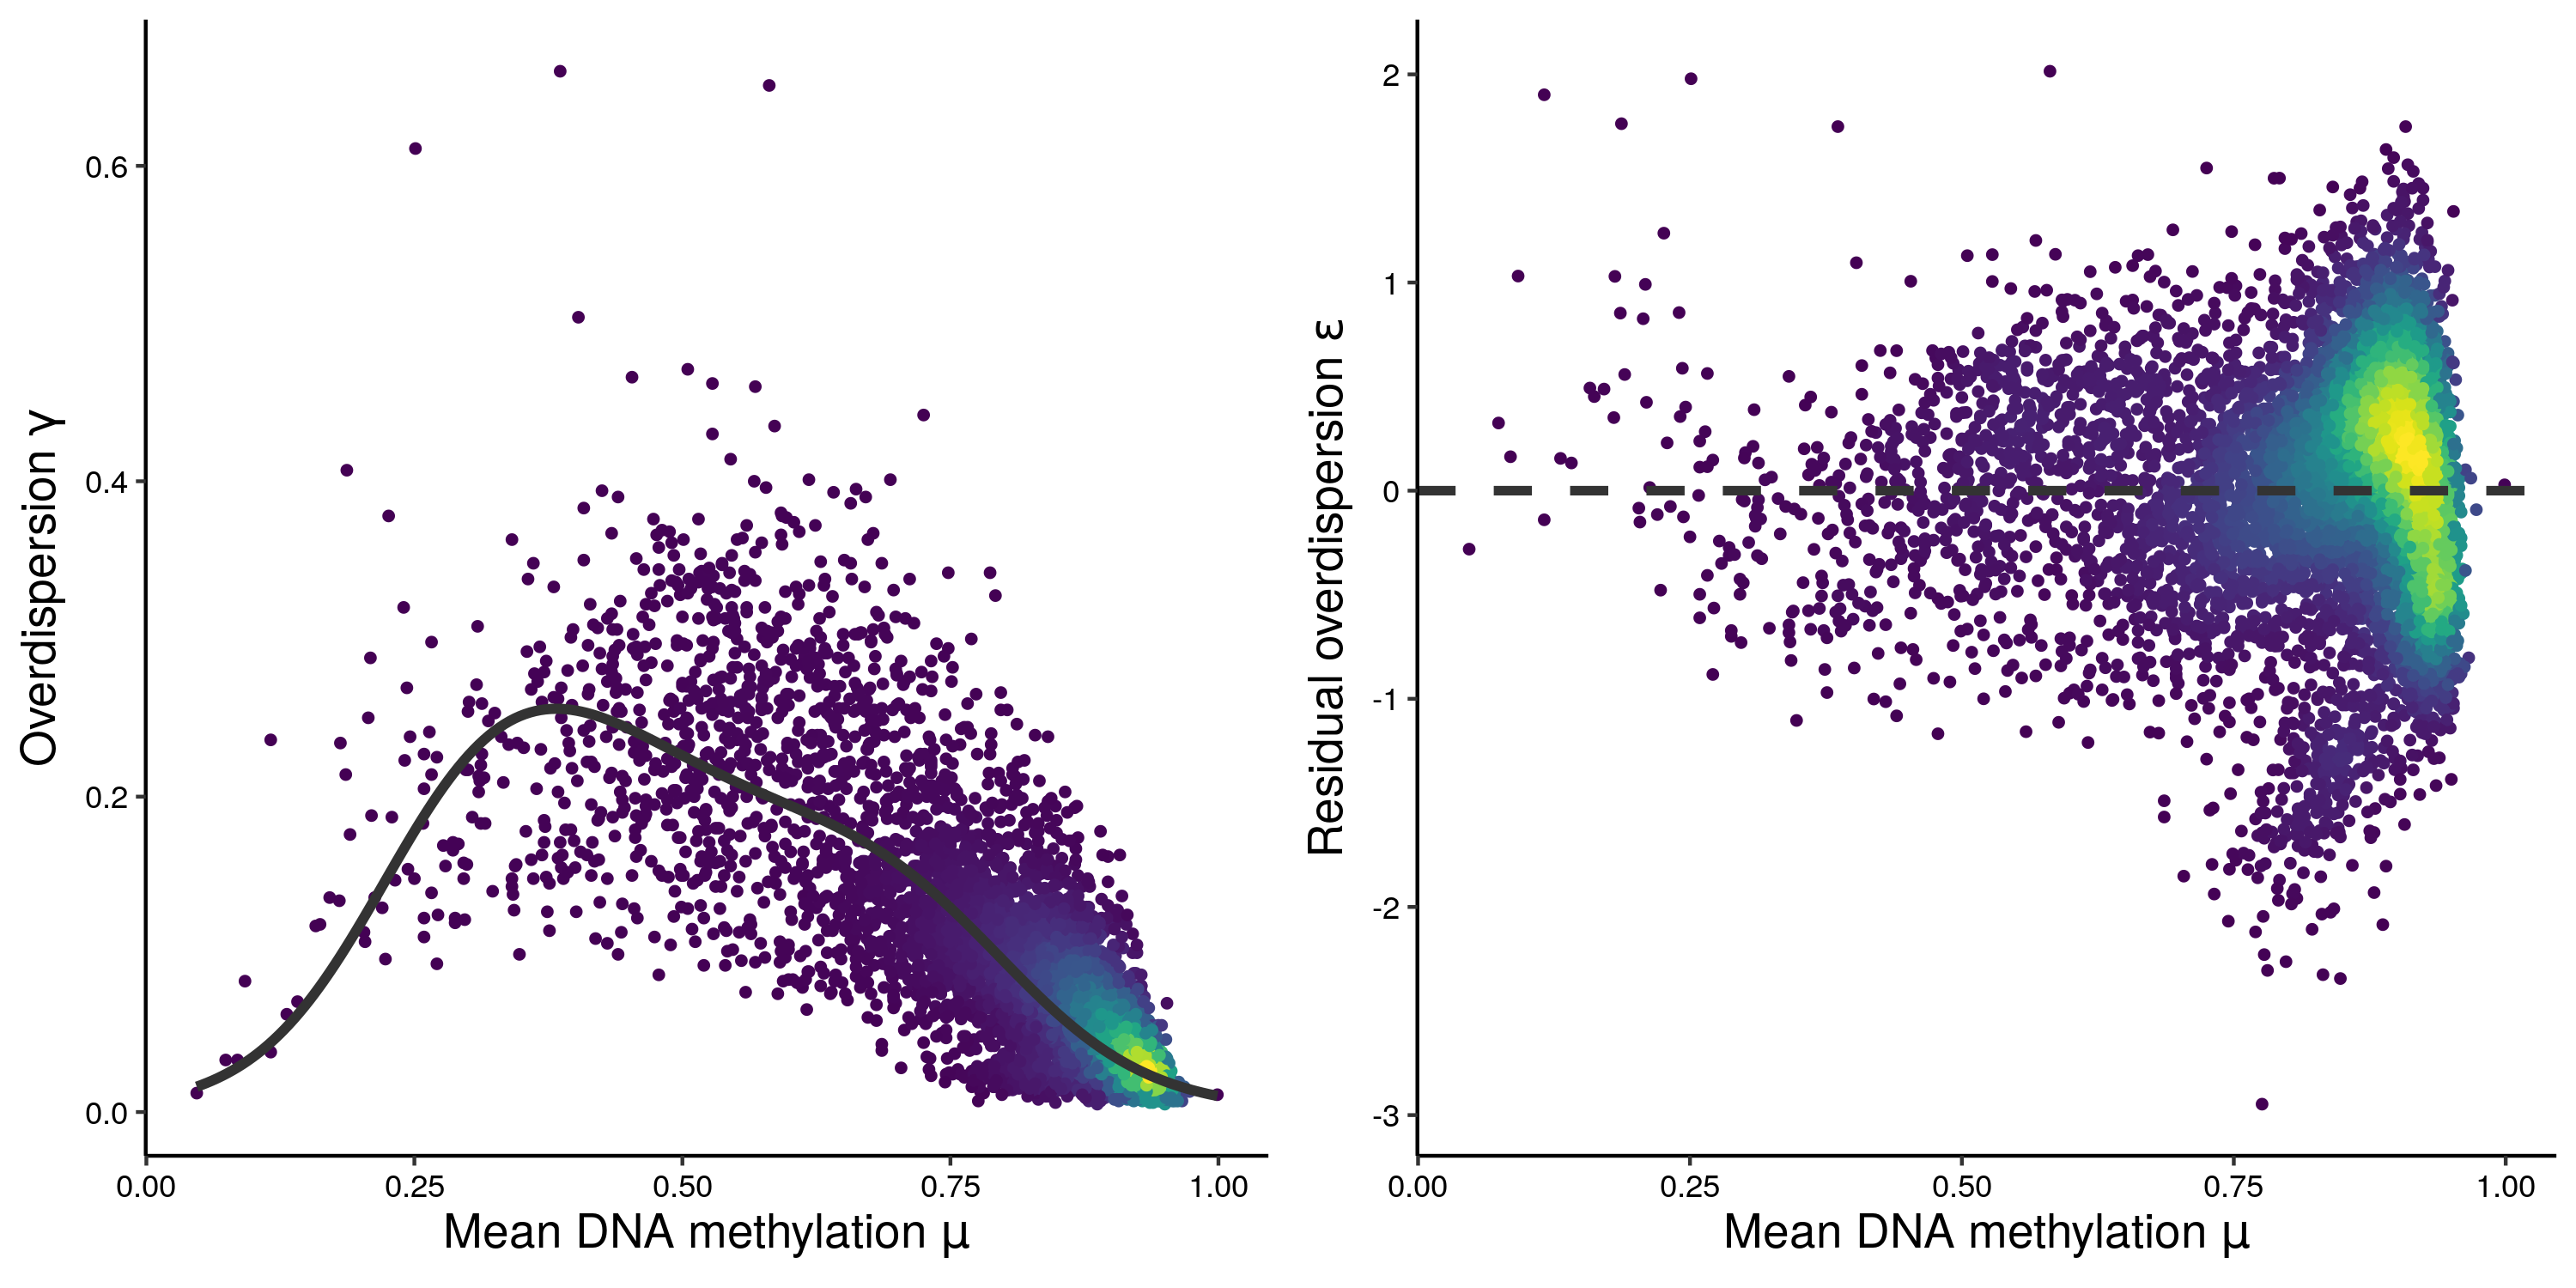 Overdispersion γ
0.6
0.4
0.2
0.0
0.00 0.25 0.50 0.75 1.00
Mean DNA methylation μ
Residual overdispersion ε
2
1
0
-1
-2
-3
0.00 0.25 0.50 0.75 1.00
Mean DNA methylation μ